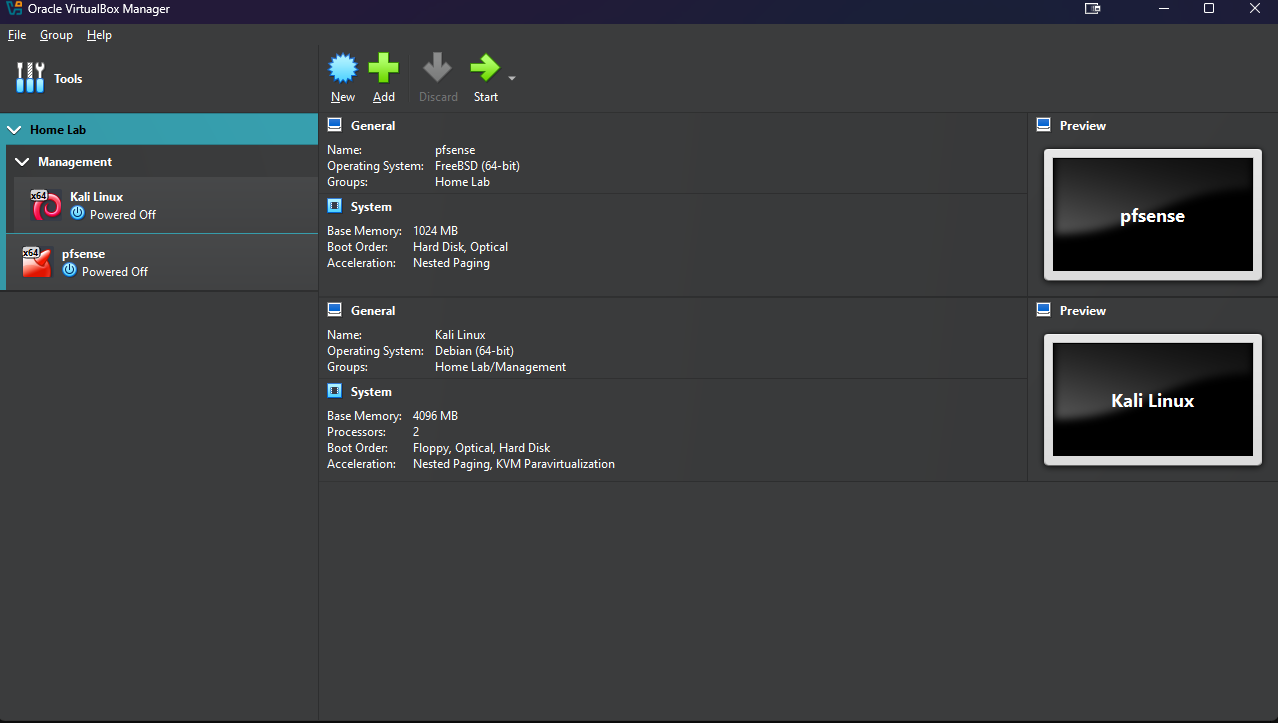 Oracle VirtualBox Manager
File Group Help
Tools
New Add Discard Start
Home Lab
Management
x64 Kali Linux
Powered Off
x64 pfsense
Powered Off
General
Name: pfsense
Operating System: FreeBSD (64-bit)
Groups: Home Lab
System
Base Memory: 1024 MB
Boot Order: Hard Disk, Optical
Acceleration: Nested Paging
Preview
pfsense
General
Name: Kali Linux
Operating System: Debian (64-bit)
Groups: Home Lab/Management
System
Base Memory: 4096 MB
Processors: 2
Boot Order: Floppy, Optical, Hard Disk
Acceleration: Nested Paging, KVM Paravirtualization
Preview
Kali Linux